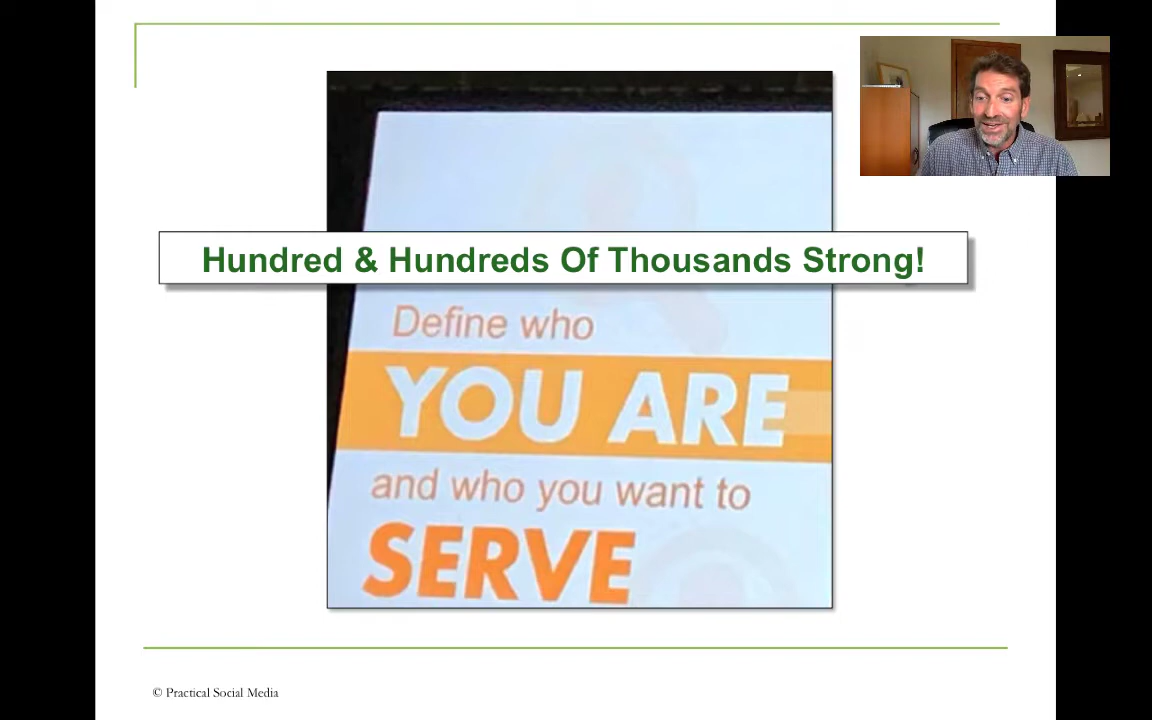 Hundred & Hundreds Of Thousands Strong!
Define who
YOU ARE
and who you want to
SERVE
© Practical Social Media